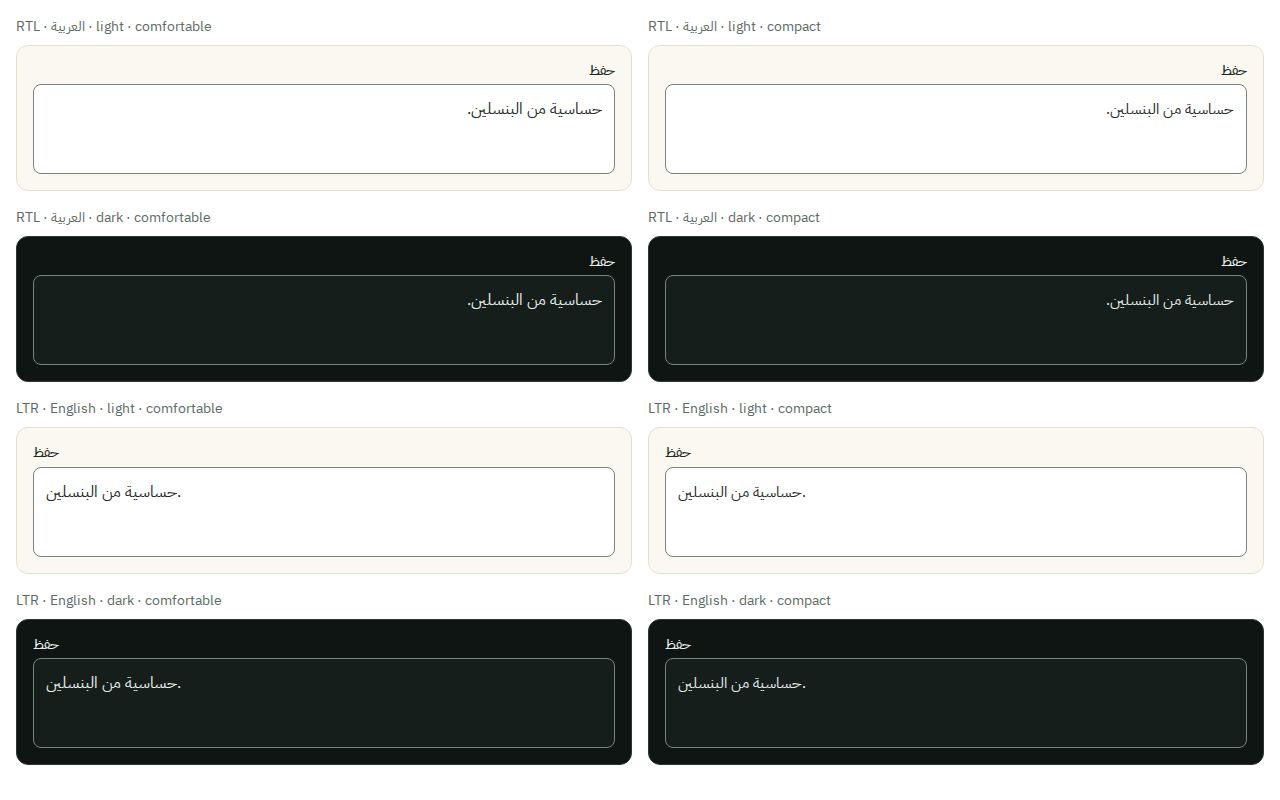 RTL · العربية · light · comfortable
حفظ
حساسية من البنسلين.
RTL · العربية · light · compact
حفظ
حساسية من البنسلين.
RTL · العربية · dark · comfortable
حفظ
حساسية من البنسلين.
RTL · العربية · dark · compact
حفظ
حساسية من البنسلين.
LTR · English · light · comfortable
حفظ
حساسية من البنسلين.
LTR · English · light · compact
حفظ
حساسية من البنسلين.
LTR · English · dark · comfortable
حفظ
حساسية من البنسلين.
LTR · English · dark · compact
حفظ
حساسية من البنسلين.